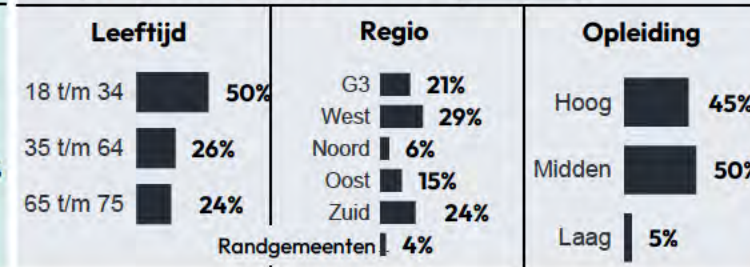 Leeftijd
18 t/m 34 50%
35 t/m 64 26%
65 t/m 75 24%
Regio
G3 21%
West 29%
Noord 6%
Oost 15%
Zuid 24%
Randgemeenten 4%
Opleiding
Hoog 45%
Midden 50%
Laag 5%